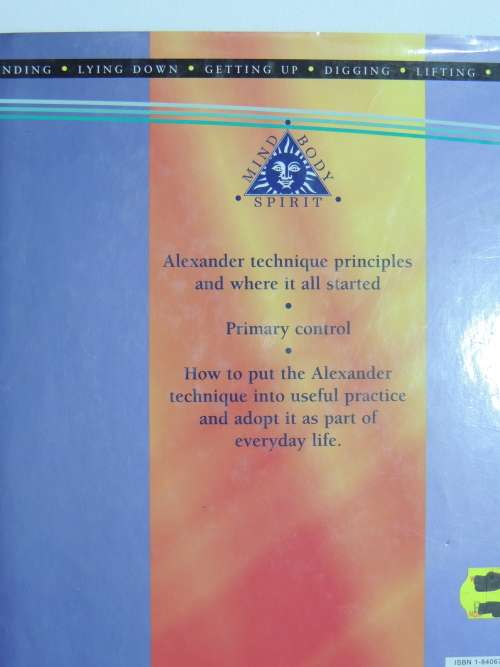 NDING • LYING DOWN • GETTING UP • DIGGING • LIFTING •
MIND BODY
SPIRIT
Alexander technique principles
and where it all started
•
Primary control
•
How to put the Alexander
technique into useful practice
and adopt it as part of
everyday life.
ISBN 1-8406